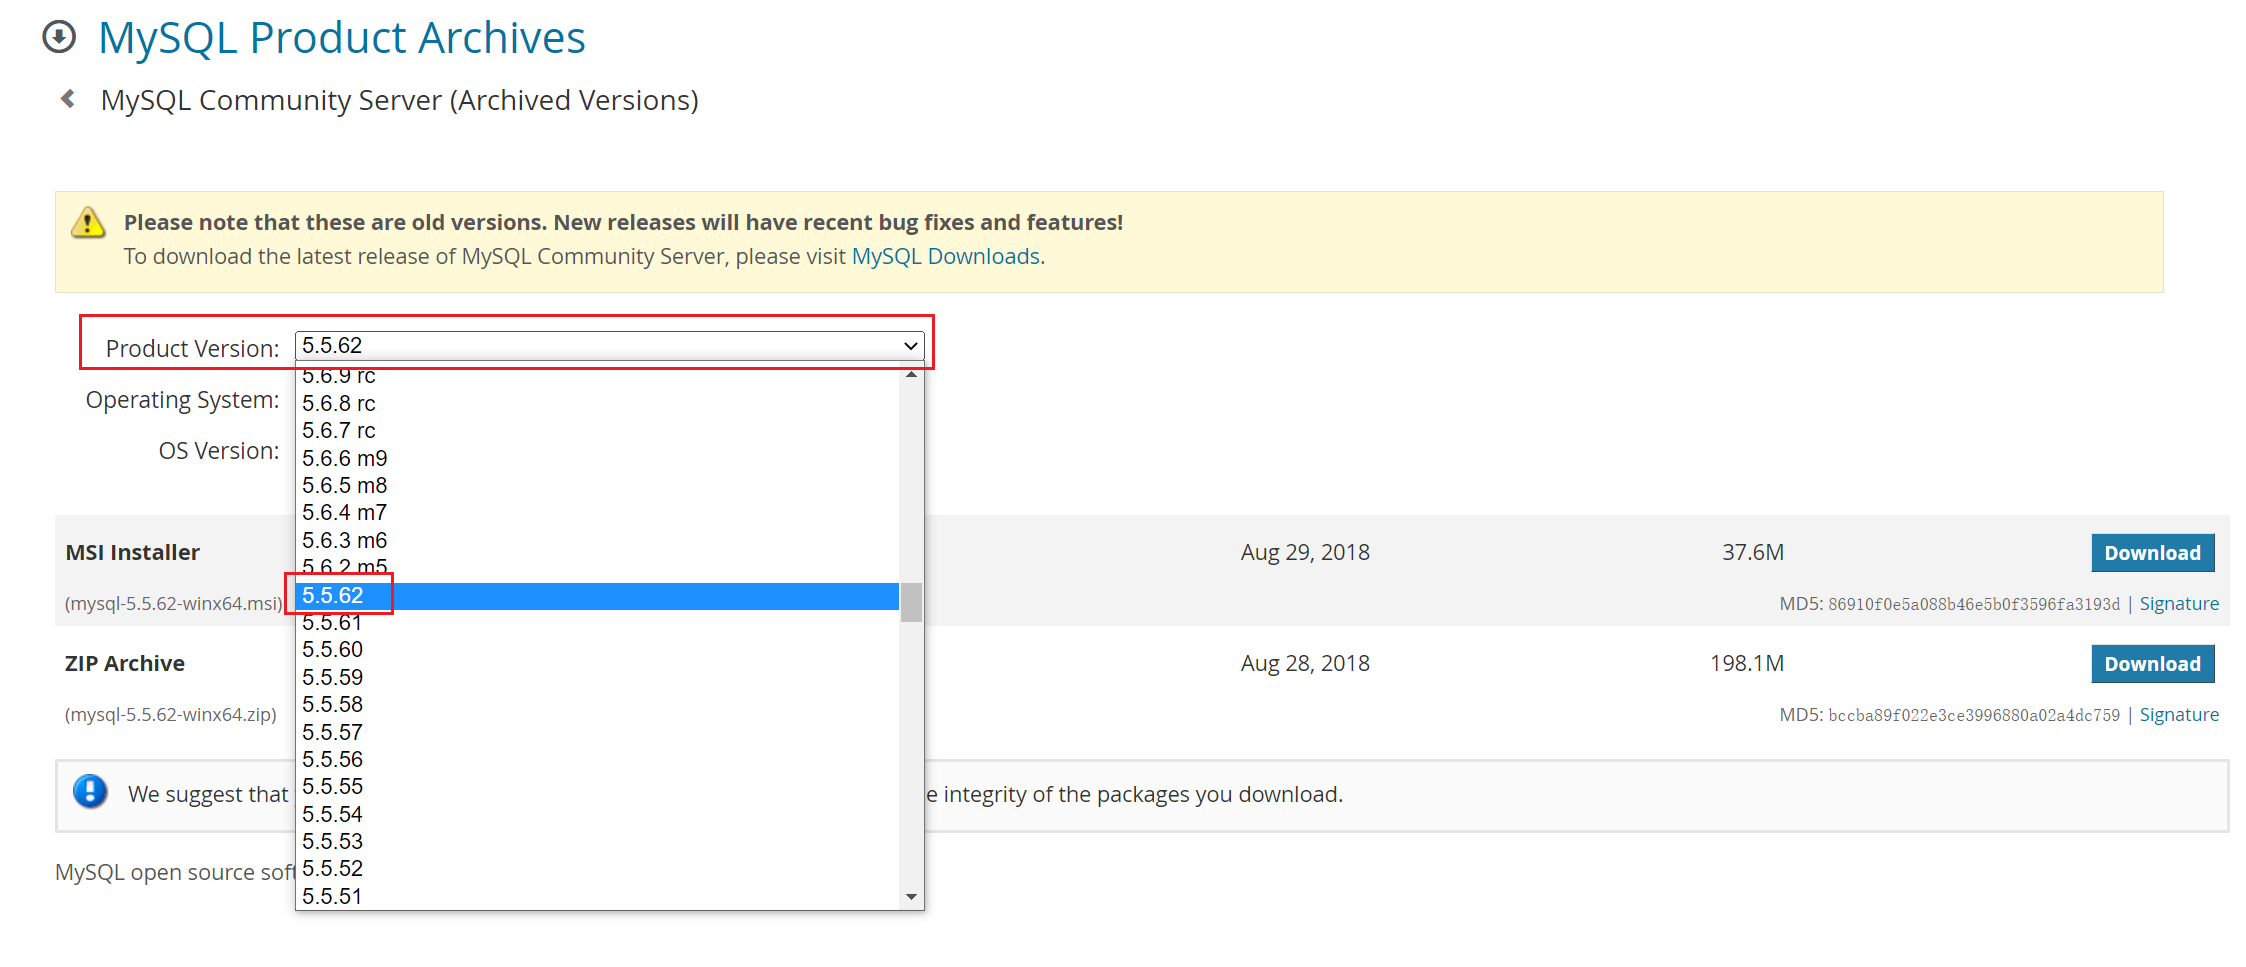 MySQL Product Archives
MySQL Community Server (Archived Versions)
Please note that these are old versions. New releases will have recent bug fixes and features!
To download the latest release of MySQL Community Server, please visit MySQL Downloads.
Product Version: 5.5.62
5.6.9 rc
Operating System:
5.6.8 rc
5.6.7 rc
OS Version:
5.6.6 m9
5.6.5 m8
5.6.4 m7
5.6.3 m6
5.6.2 m5
5.5.62
5.5.61
5.5.60
5.5.59
5.5.58
5.5.57
5.5.56
5.5.55
5.5.54
5.5.53
5.5.52
5.5.51
MSI Installer Aug 29, 2018 37.6M Download
(mysql-5.5.62-winx64.msi) MD5: 86910f0e5a088b46e5b0f3596fa3193d | Signature
ZIP Archive Aug 28, 2018 198.1M Download
(mysql-5.5.62-winx64.zip) MD5: bccba89f022e3ce3996880a02a4dc759 | Signature
We suggest that e integrity of the packages you download.
MySQL open source sof